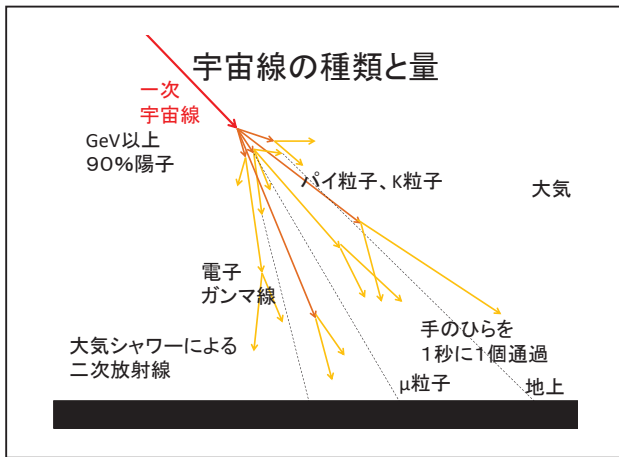 宇宙線の種類と量
一次
宇宙線
GeV以上
90%陽子
パイ粒子、K粒子
大気
電子
ガンマ線
大気シャワーによる
二次放射線
手のひらを
1秒に1個通過
μ粒子
地上